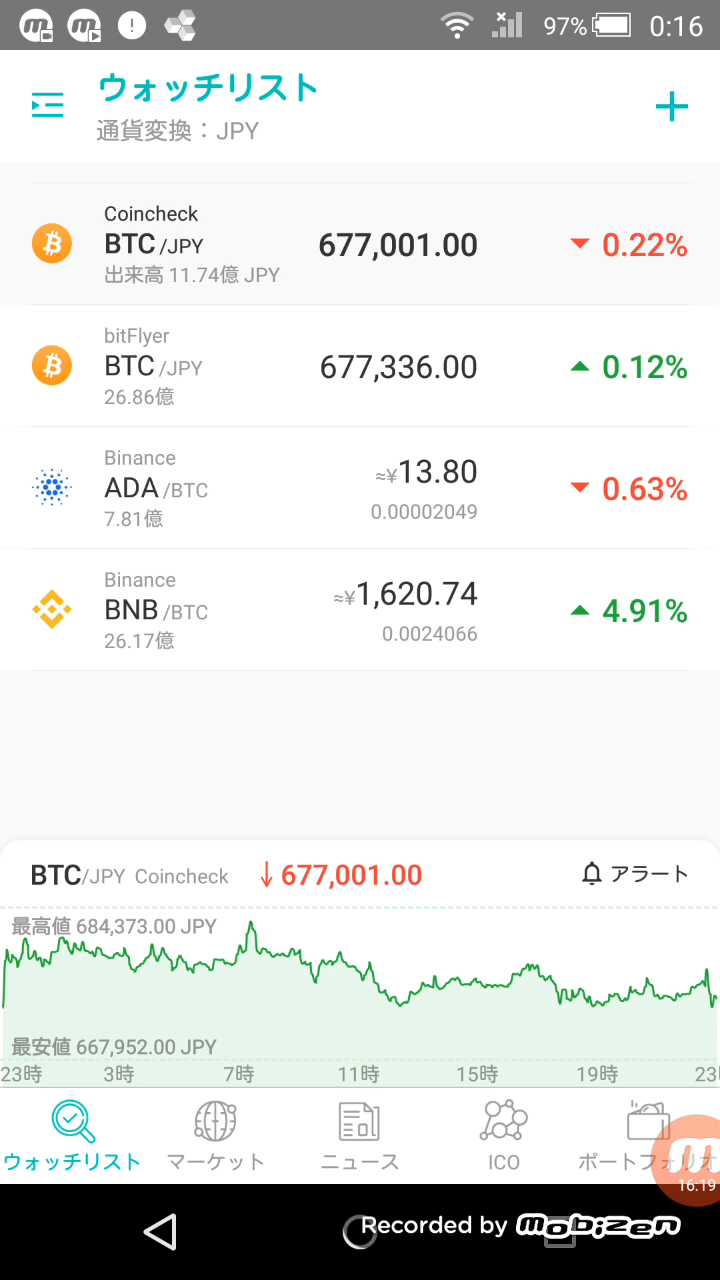 97% 0:16
ウォッチリスト
通貨変換：JPY
Coincheck
BTC /JPY 677,001.00 0.22%
出来高 11.74億 JPY
bitFlyer
BTC /JPY 677,336.00 0.12%
26.86億
Binance
ADA /BTC ≈¥13.80 0.63%
7.81億 0.00002049
Binance
BNB /BTC ≈¥1,620.74 4.91%
26.17億 0.0024066
BTC/JPY Coincheck ↓ 677,001.00 アラート
最高値 684,373.00 JPY
最安値 667,952.00 JPY
23時 3時 7時 11時 15時 19時 23
ウォッチリスト マーケット ニュース ICO ポートフォリオ
16:19
Recorded by mobizen